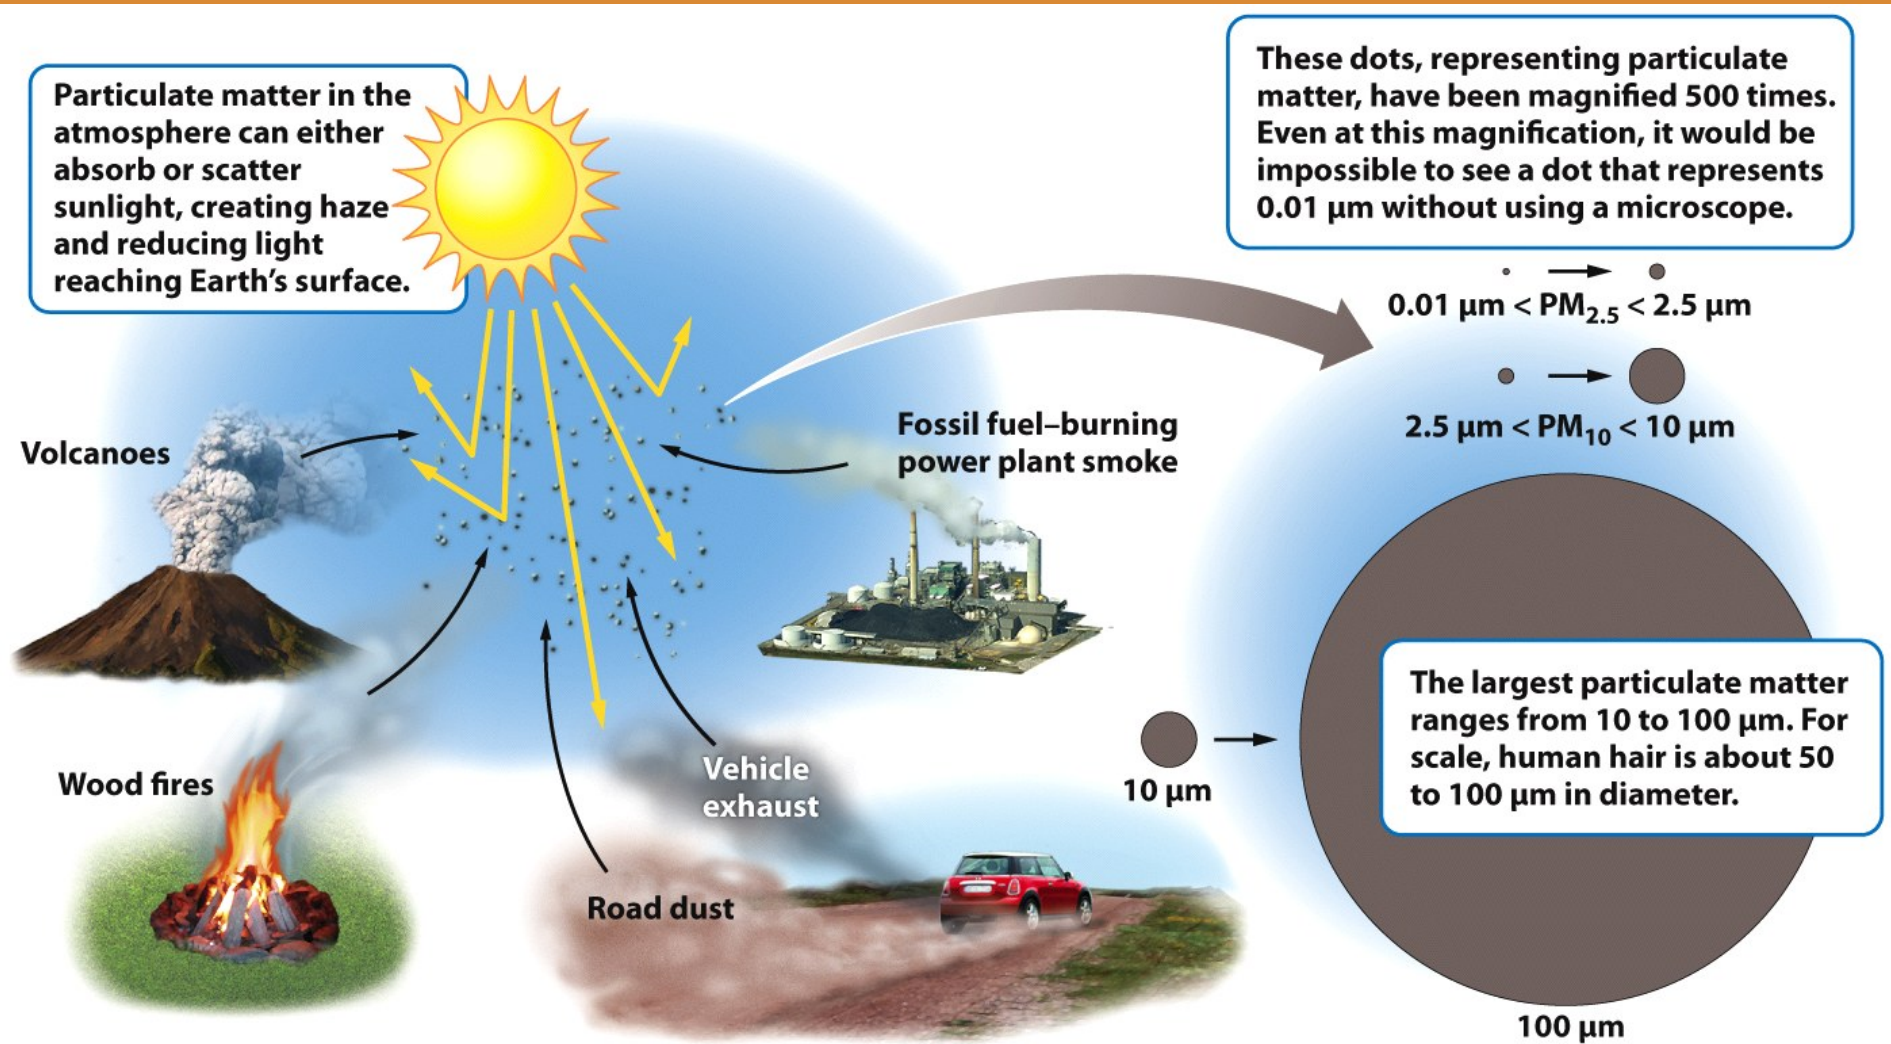 Particulate matter in the
atmosphere can either
absorb or scatter
sunlight, creating haze
and reducing light
reaching Earth's surface.
These dots, representing particulate
matter, have been magnified 500 times.
Even at this magnification, it would be
impossible to see a dot that represents
0.01 μm without using a microscope.
0.01 μm < PM2.5 < 2.5 μm
2.5 μm < PM10 < 10 μm
Volcanoes
Fossil fuel–burning
power plant smoke
Wood fires
Vehicle
exhaust
Road dust
10 μm
The largest particulate matter
ranges from 10 to 100 μm. For
scale, human hair is about 50
to 100 μm in diameter.
100 μm